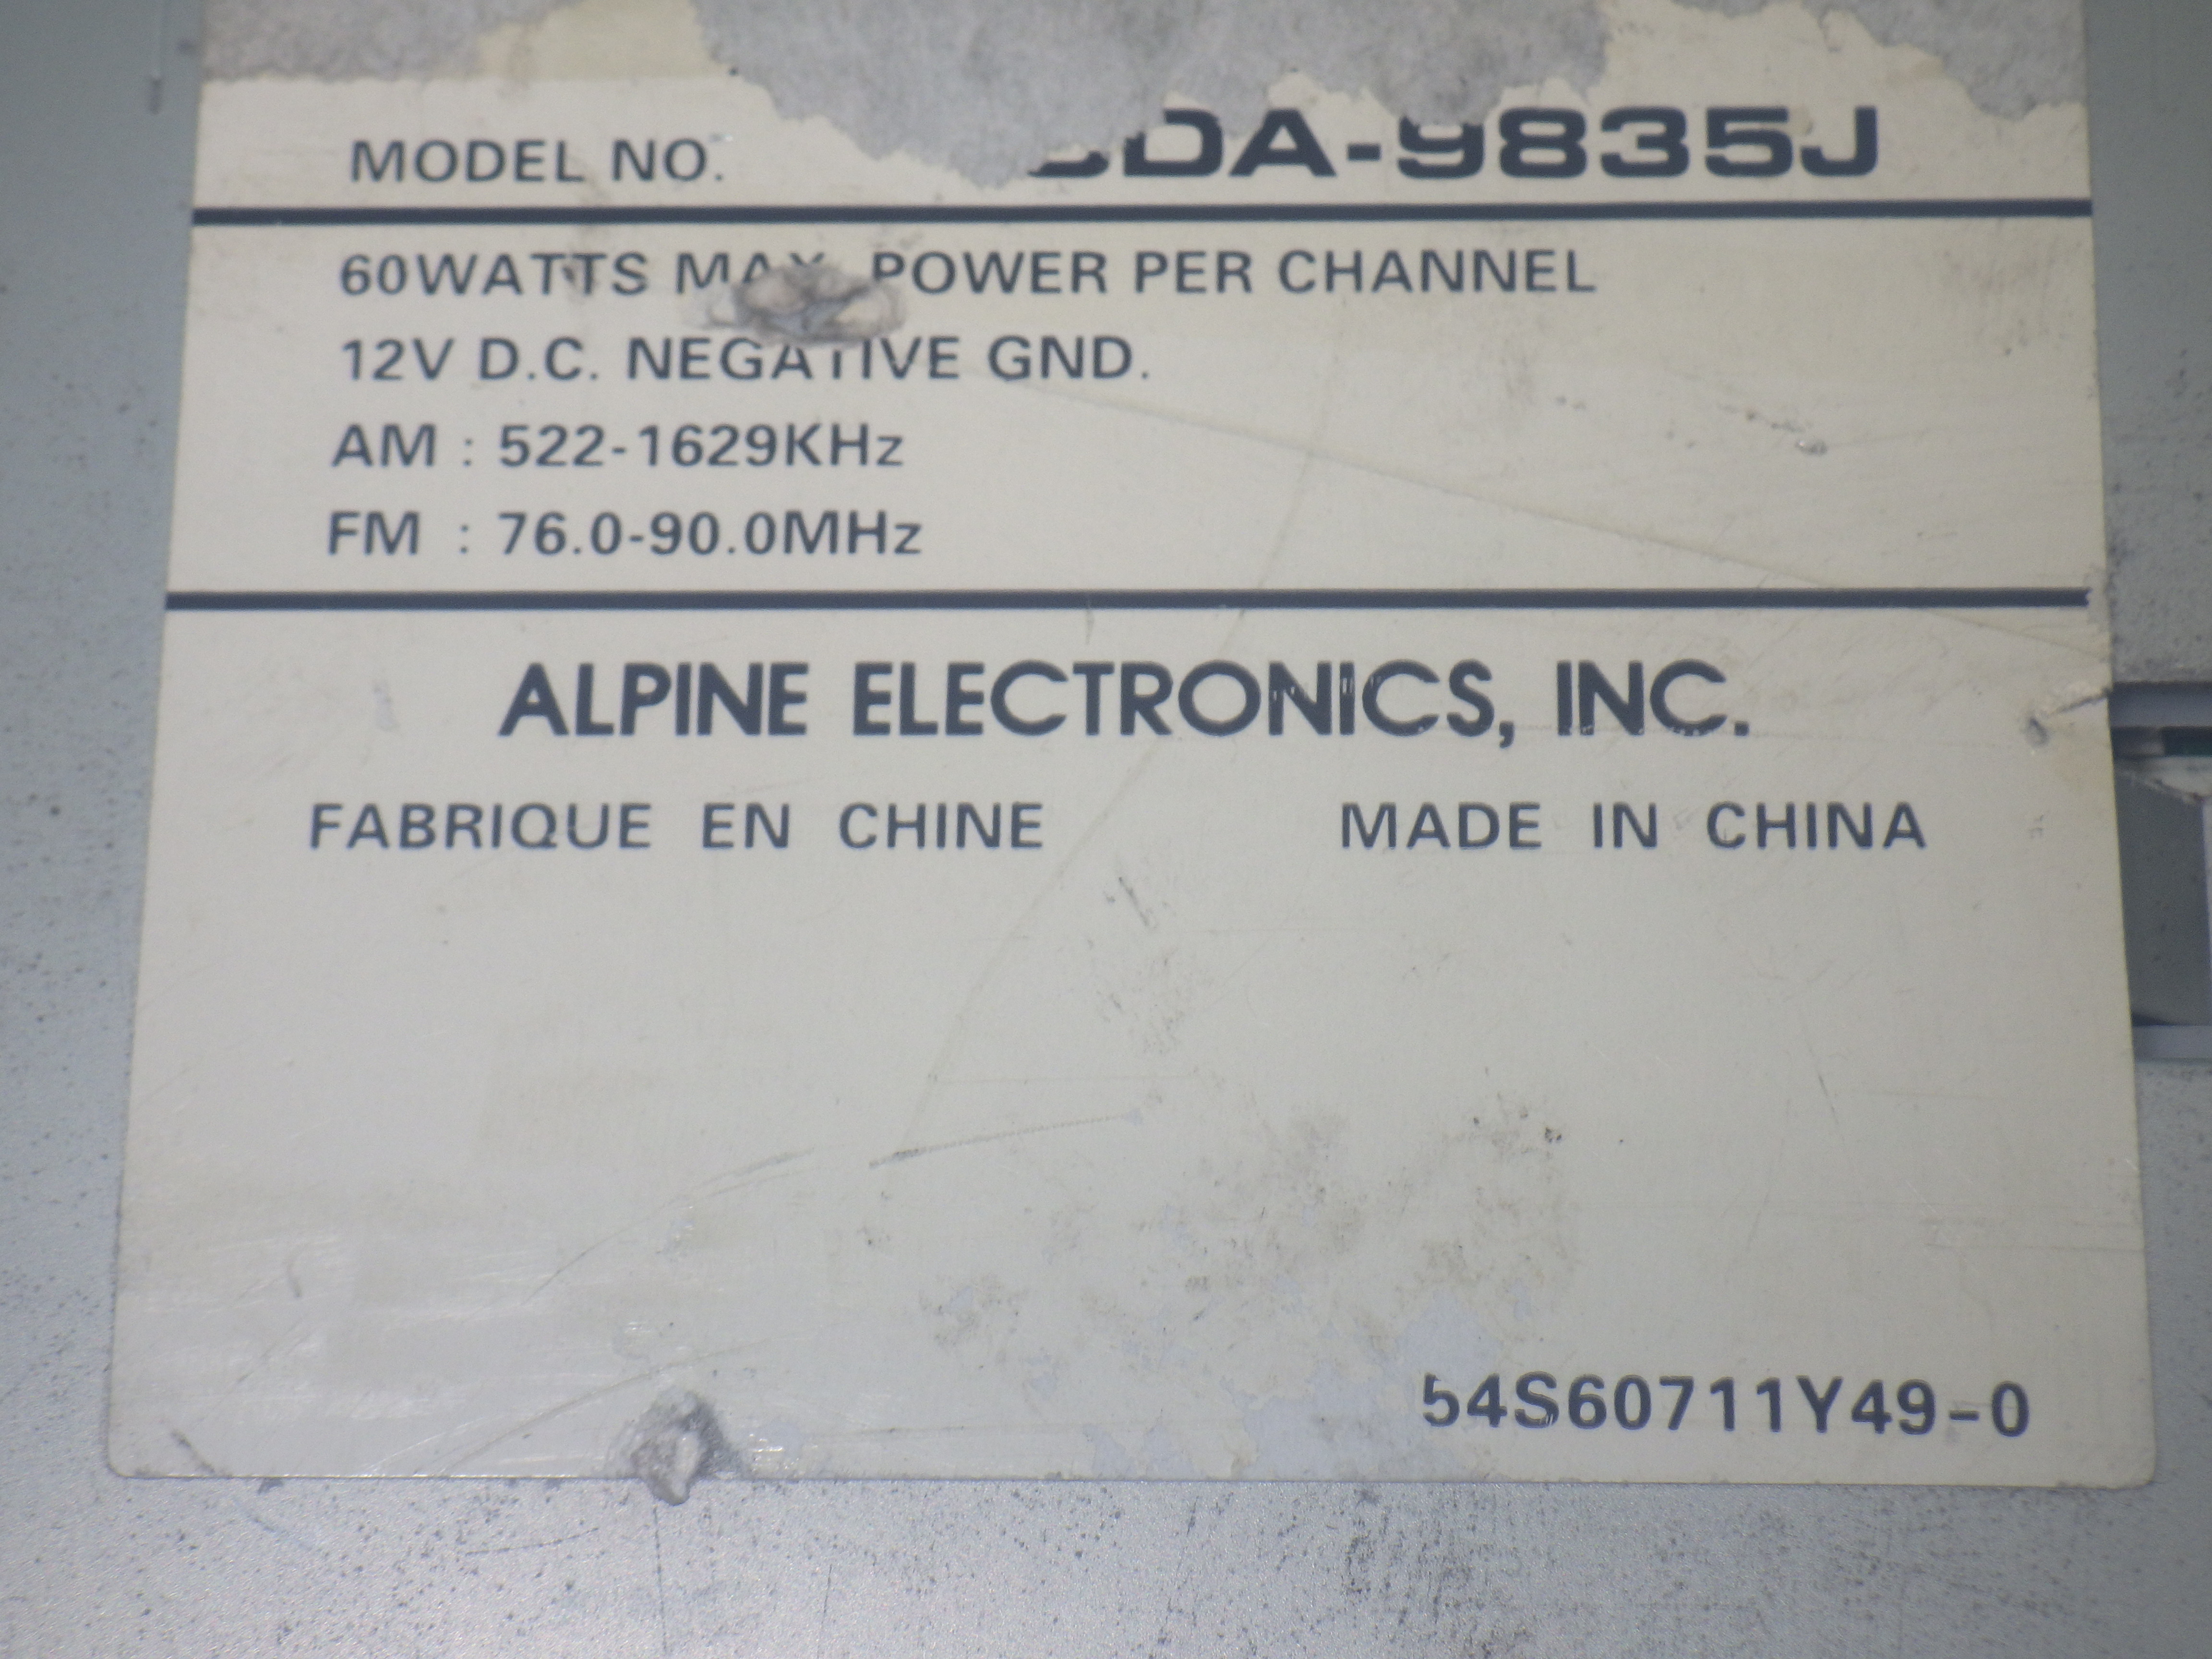 MODEL NO. CDA-9835J
60WATTS MAX. POWER PER CHANNEL
12V D.C. NEGATIVE GND.
AM : 522-1629KHz
FM : 76.0-90.0MHz
ALPINE ELECTRONICS, INC.
FABRIQUE EN CHINE MADE IN CHINA
54S60711Y49-0